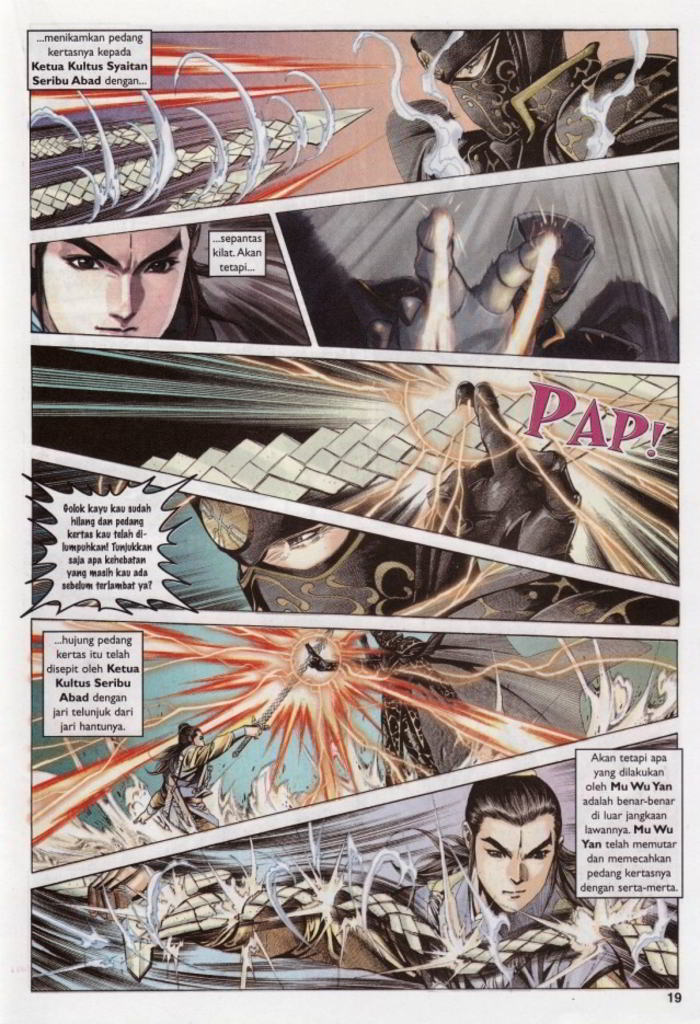 ...menikamkan pedang
kertasnya kepada
Ketua Kultus Syaitan
Seribu Abad dengan...
...sepantas
kilat. Akan
tetapi...
PAP!
Golok kayu kau sudah
hilang dan pedang
kertas kau telah di-
lumpuhkan! Tunjukkan
saja apa kehebatan
yang masih kau ada
sebelum terlambat ya?
...hujung pedang
kertas itu telah
disepit oleh Ketua
Kultus Seribu
Abad dengan
jari telunjuk dari
jari hantunya.
Akan tetapi apa
yang dilakukan
oleh Mu Wu Yan
adalah benar-benar
di luar jangkaan
lawannya. Mu Wu
Yan telah memutar
dan memecahkan
pedang kertasnya
dengan serta-merta.
19